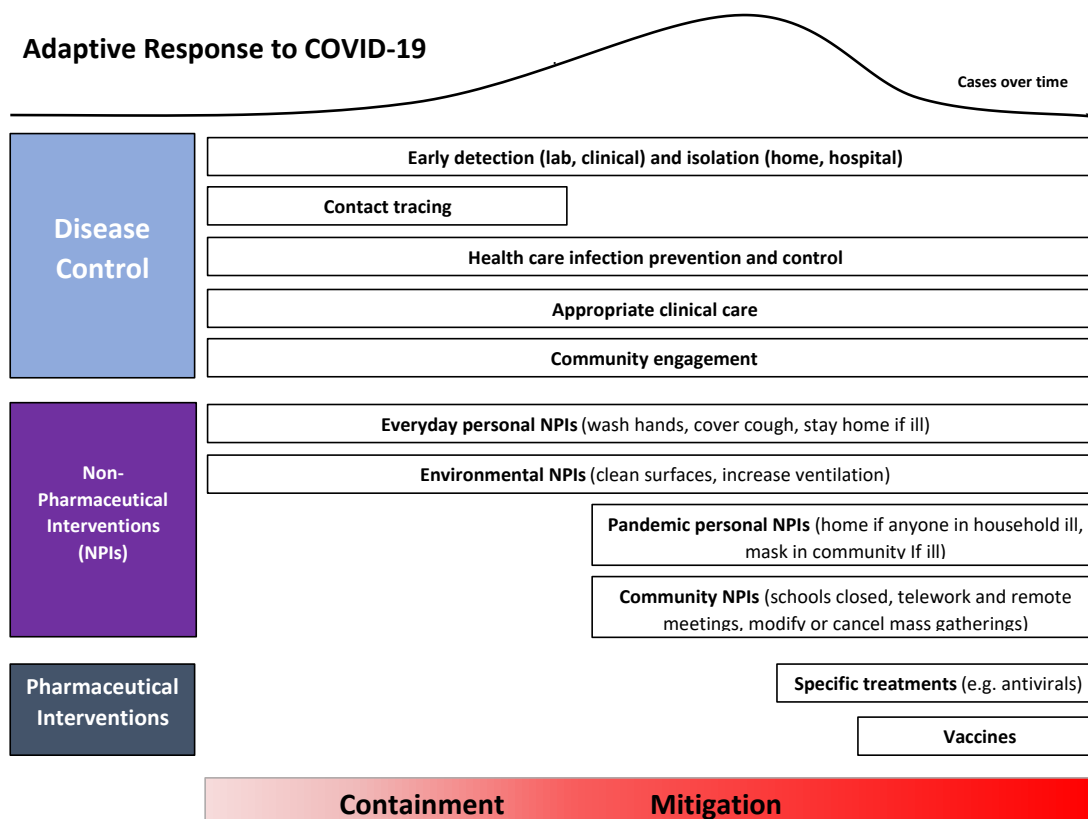 Adaptive Response to COVID-19
Cases over time
Disease
Control
Early detection (lab, clinical) and isolation (home, hospital)
Contact tracing
Health care infection prevention and control
Appropriate clinical care
Community engagement
Non-
Pharmaceutical
Interventions
(NPIs)
Everyday personal NPIs (wash hands, cover cough, stay home if ill)
Environmental NPIs (clean surfaces, increase ventilation)
Pandemic personal NPIs (home if anyone in household ill,
mask in community If ill)
Community NPIs (schools closed, telework and remote
meetings, modify or cancel mass gatherings)
Pharmaceutical
Interventions
Specific treatments (e.g. antivirals)
Vaccines
Containment
Mitigation